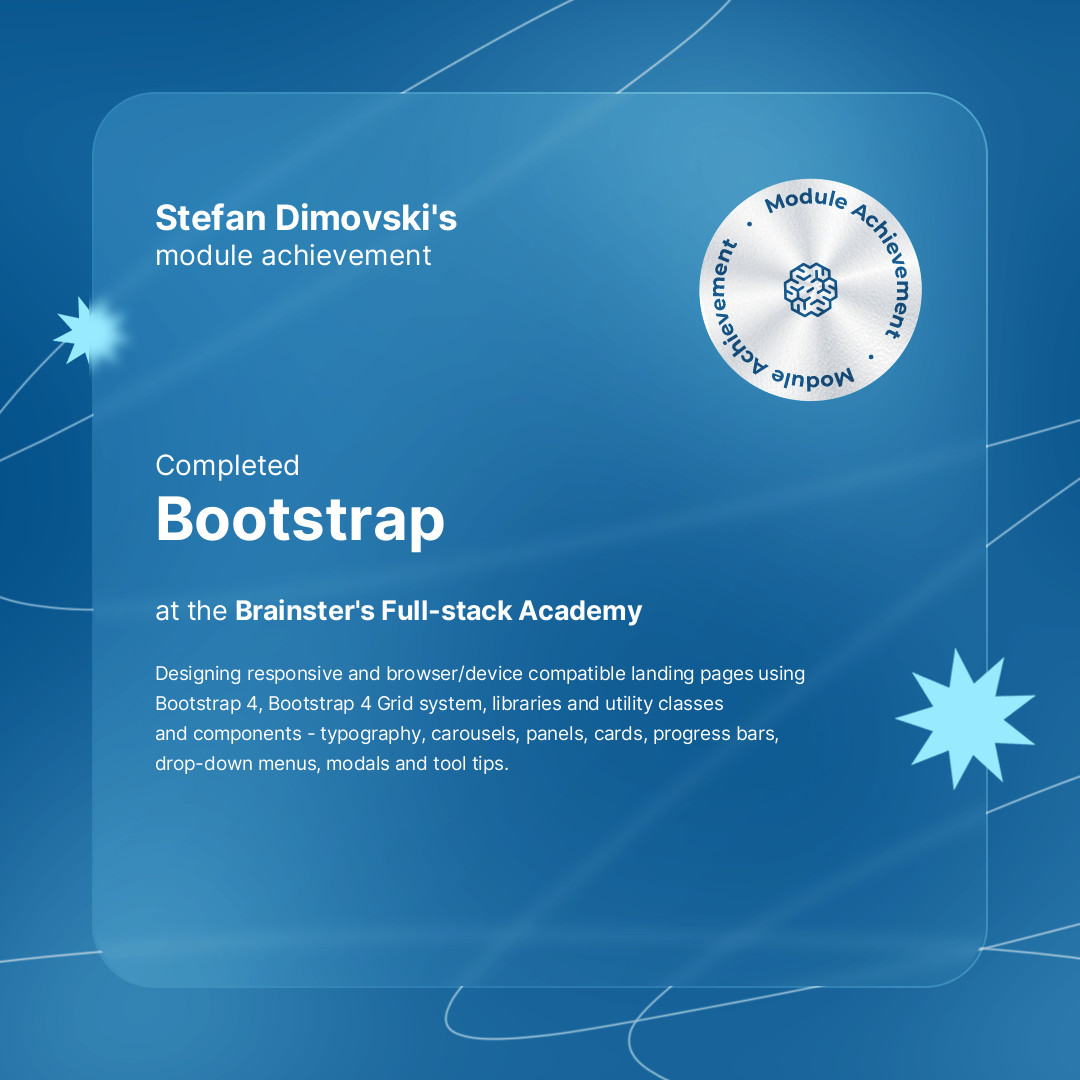 Stefan Dimovski's
module achievement
Module Achievement • Module Achievement •
Completed
Bootstrap
at the Brainster's Full-stack Academy
Designing responsive and browser/device compatible landing pages using
Bootstrap 4, Bootstrap 4 Grid system, libraries and utility classes
and components - typography, carousels, panels, cards, progress bars,
drop-down menus, modals and tool tips.